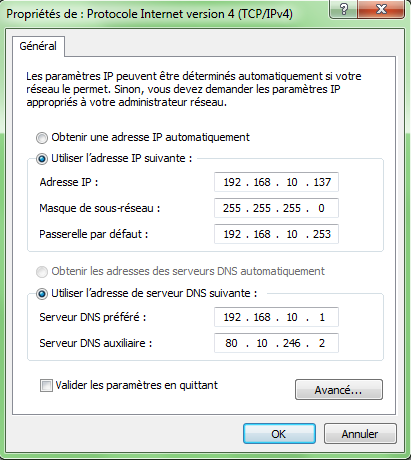 Propriétés de : Protocole Internet version 4 (TCP/IPv4)
Général
Les paramètres IP peuvent être déterminés automatiquement si votre
réseau le permet. Sinon, vous devez demander les paramètres IP
appropriés à votre administrateur réseau.
Obtenir une adresse IP automatiquement
Utiliser l'adresse IP suivante :
Adresse IP : 192 . 168 . 10 . 137
Masque de sous-réseau : 255 . 255 . 255 . 0
Passerelle par défaut : 192 . 168 . 10 . 253
Obtenir les adresses des serveurs DNS automatiquement
Utiliser l'adresse de serveur DNS suivante :
Serveur DNS préféré : 192 . 168 . 10 . 1
Serveur DNS auxiliaire : 80 . 10 . 246 . 2
Valider les paramètres en quittant
Avancé...
OK Annuler